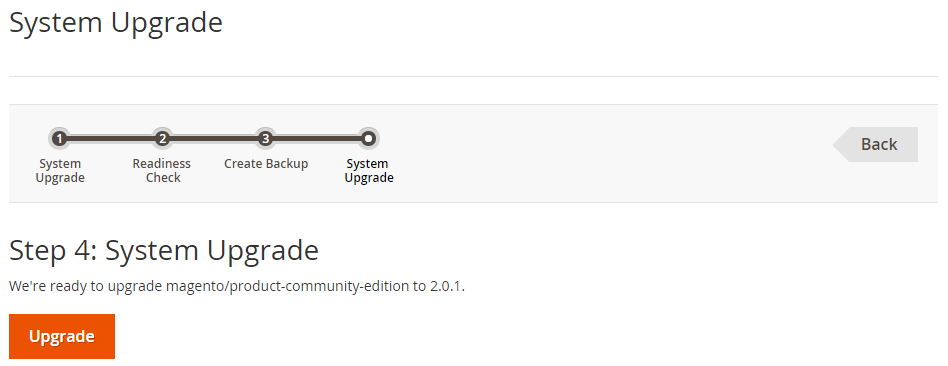 System Upgrade
1
2
3
Back
System
Upgrade
Readiness
Check
Create Backup
System
Upgrade
Step 4: System Upgrade
We're ready to upgrade magento/product-community-edition to 2.0.1.
Upgrade